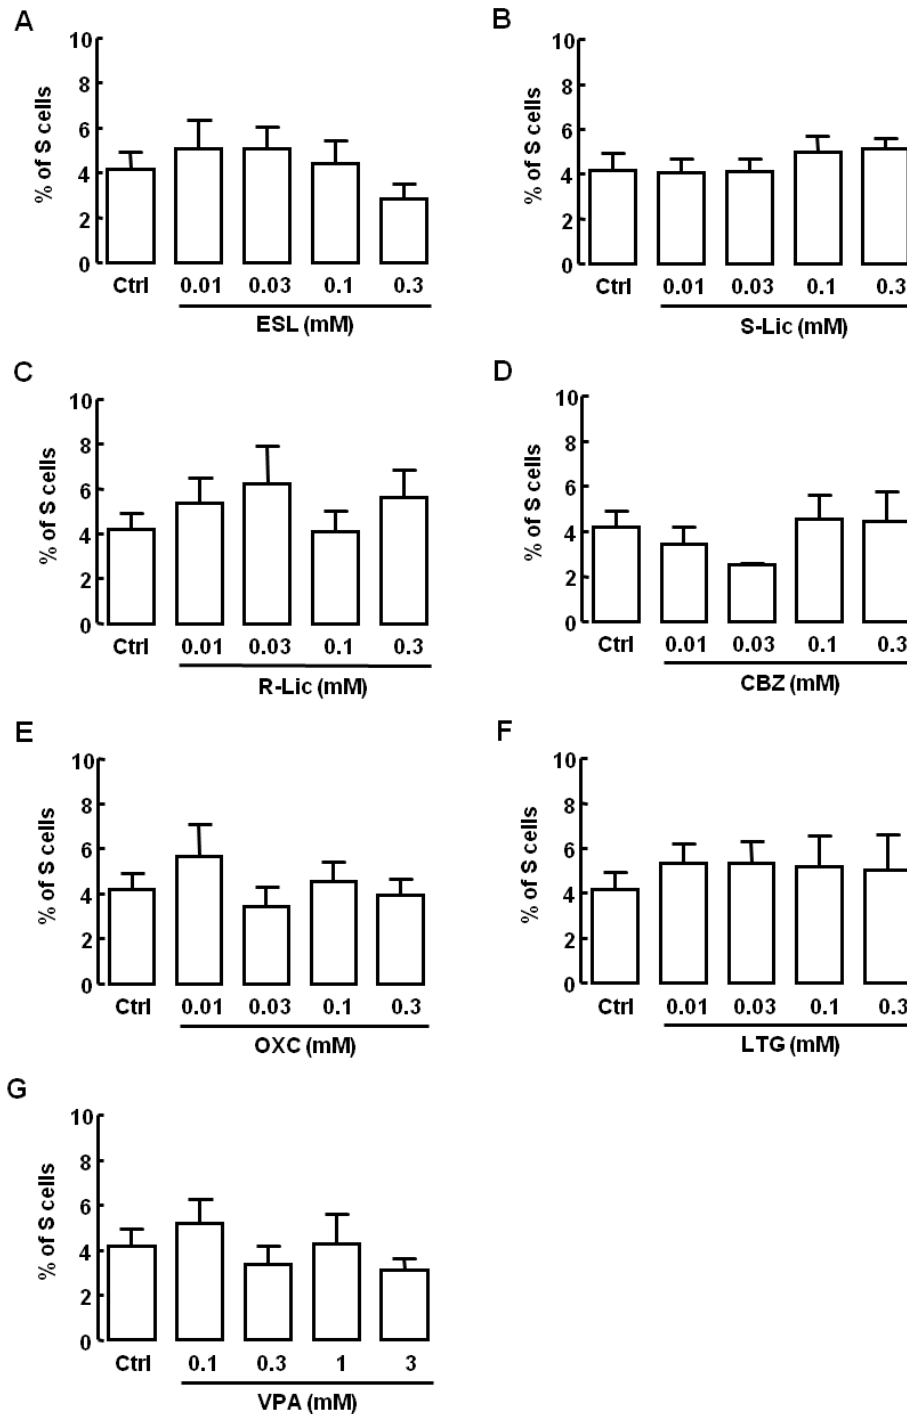 A
10
8
6
4
2
0
% of S cells
Ctrl 0.01 0.03 0.1 0.3
ESL (mM)
B
10
8
6
4
2
0
% of S cells
Ctrl 0.01 0.03 0.1 0.3
S-Lic (mM)
C
10
8
6
4
2
0
% of S cells
Ctrl 0.01 0.03 0.1 0.3
R-Lic (mM)
D
10
8
6
4
2
0
% of S cells
Ctrl 0.01 0.03 0.1 0.3
CBZ (mM)
E
10
8
6
4
2
0
% of S cells
Ctrl 0.01 0.03 0.1 0.3
OXC (mM)
F
10
8
6
4
2
0
% of S cells
Ctrl 0.01 0.03 0.1 0.3
LTG (mM)
G
10
8
6
4
2
0
% of S cells
Ctrl 0.1 0.3 1 3
VPA (mM)